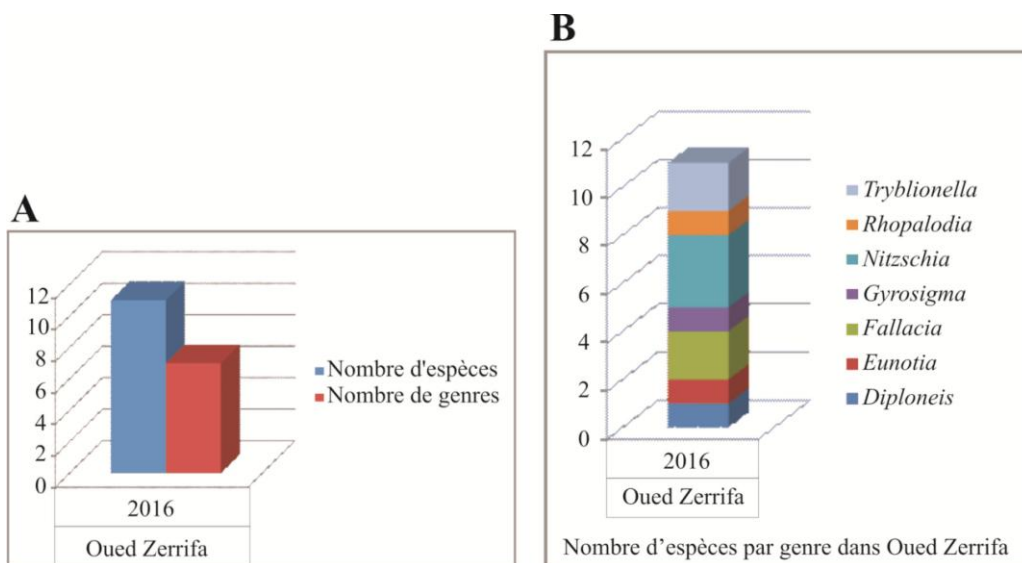 A
12
10
8
6
4
2
0
2016
Oued Zerrifa
Nombre d'espèces
Nombre de genres
B
12
10
8
6
4
2
0
2016
Oued Zerrifa
Tryblionella
Rhopalodia
Nitzschia
Gyrosigma
Fallacia
Eunotia
Diploneis
Nombre d’espèces par genre dans Oued Zerrifa